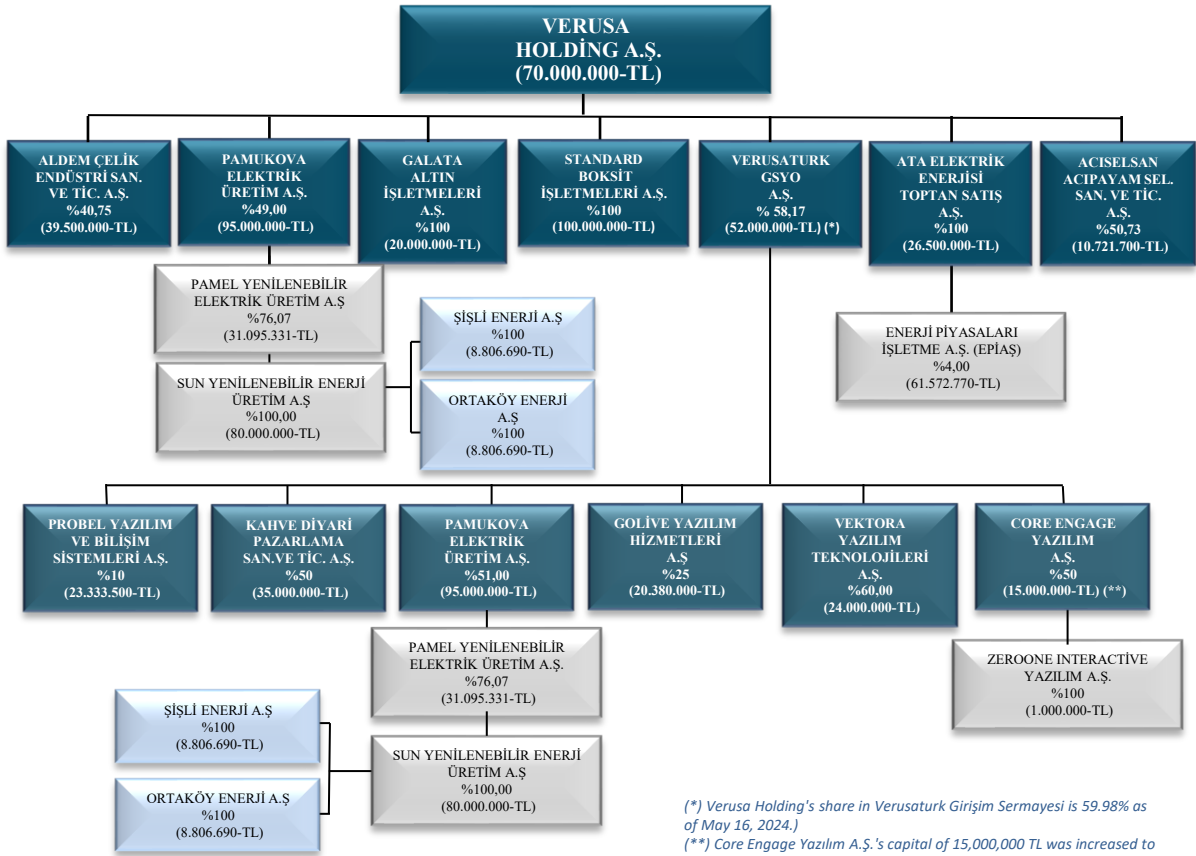 VERUSA
HOLDİNG A.Ş.
(70.000.000-TL)
ALDEM ÇELİK
ENDÜSTRİ SAN.
VE TİC. A.Ş.
%40,75
(39.500.000-TL)
PAMUKOVA
ELEKTRİK
ÜRETİM A.Ş.
%49,00
(95.000.000-TL)
GALATA
ALTIN
İŞLETMELERİ
A.Ş.
%100
(20.000.000-TL)
STANDARD
BOKSİT
İŞLETMELERİ A.Ş.
%100
(100.000.000-TL)
VERUSATURK
GSYO
A.Ş.
% 58,17
(52.000.000-TL) (*)
ATA ELEKTRİK
ENERJİSİ
TOPTAN SATIŞ
A.Ş.
%100
(26.500.000-TL)
ACISELSAN
ACIPAYAM SEL.
SAN. VE TİC.
A.Ş.
%50,73
(10.721.700-TL)
PAMEL YENİLENEBİLİR
ELEKTRİK ÜRETİM A.Ş
%76,07
(31.095.331-TL)
SUN YENİLENEBİLİR ENERJİ
ÜRETİM A.Ş
%100,00
(80.000.000-TL)
ŞİŞLİ ENERJİ A.Ş
%100
(8.806.690-TL)
ORTAKÖY ENERJİ
A.Ş
%100
(8.806.690-TL)
ENERJİ PİYASALARI
İŞLETME A.Ş. (EPİAŞ)
%4,00
(61.572.770-TL)
PROBEL YAZILIM
VE BİLİŞİM
SİSTEMLERİ A.Ş.
%10
(23.333.500-TL)
KAHVE DİYARİ
PAZARLAMA
SAN.VE TİC. A.Ş.
%50
(35.000.000-TL)
PAMUKOVA
ELEKTRİK
ÜRETİM A.Ş.
%51,00
(95.000.000-TL)
GOLİVE YAZILIM
HİZMETLERİ
A.Ş
%25
(20.380.000-TL)
VEKTORA
YAZILIM
TEKNOLOJİLERİ
A.Ş.
%60,00
(24.000.000-TL)
CORE ENGAGE
YAZILIM
A.Ş.
%50
(15.000.000-TL) (**)
PAMEL YENİLENEBİLİR
ELEKTRİK ÜRETİM A.Ş.
%76,07
(31.095.331-TL)
ZEROONE INTERACTİVE
YAZILIM A.Ş.
%100
(1.000.000-TL)
ŞİŞLİ ENERJİ A.Ş
%100
(8.806.690-TL)
ORTAKÖY ENERJİ A.Ş
%100
(8.806.690-TL)
SUN YENİLENEBİLİR ENERJİ
ÜRETİM A.Ş
%100,00
(80.000.000-TL)
(*) Verusa Holding's share in Verusaturk Girişim Sermayesi is 59.98% as
of May 16, 2024.)
(**) Core Engage Yazılım A.Ş.'s capital of 15,000,000 TL was increased to